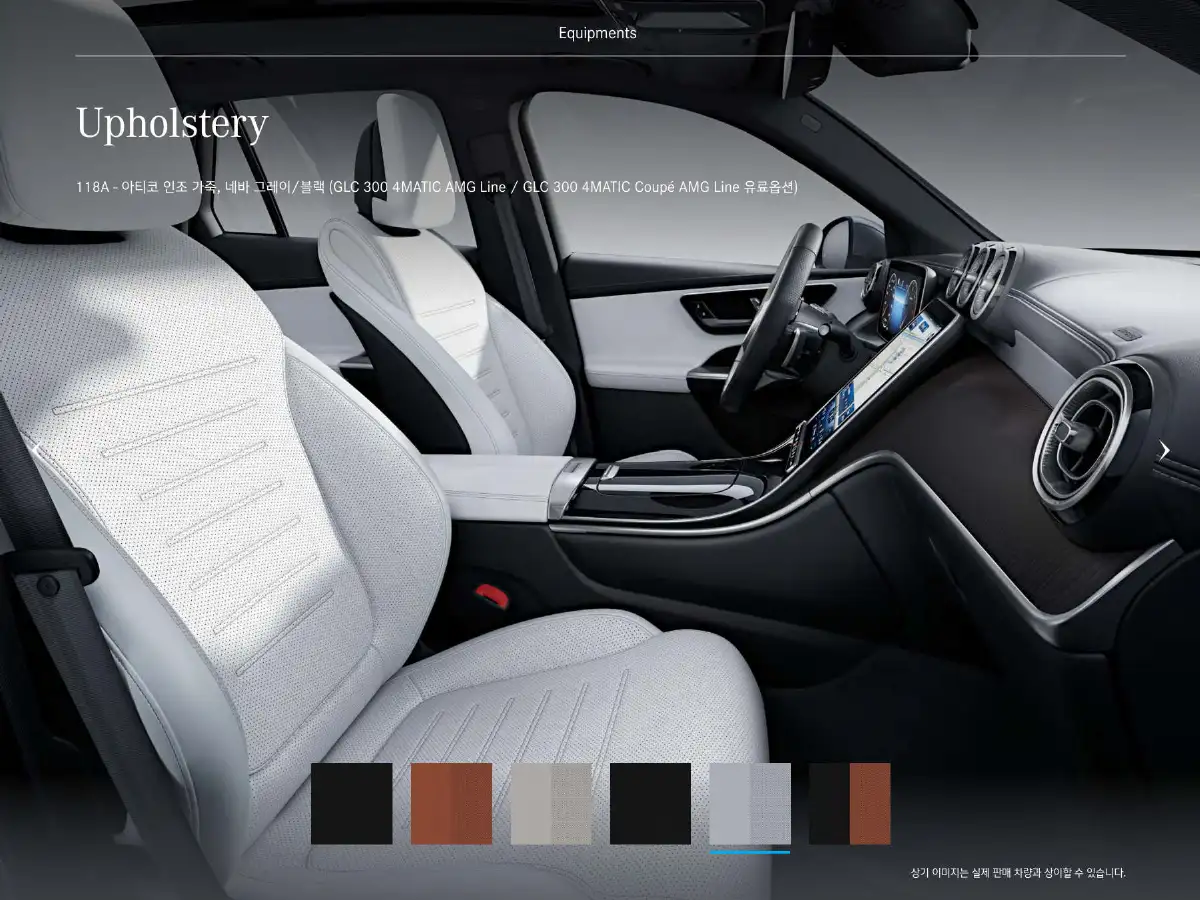 Equipments
Upholstery
118A - 아티코 인조 가죽, 네바 그레이/블랙 (GLC 300 4MATIC AMG Line / GLC 300 4MATIC Coupé AMG Line 유료옵션)
상기 이미지는 실제 판매 차량과 상이할 수 있습니다.